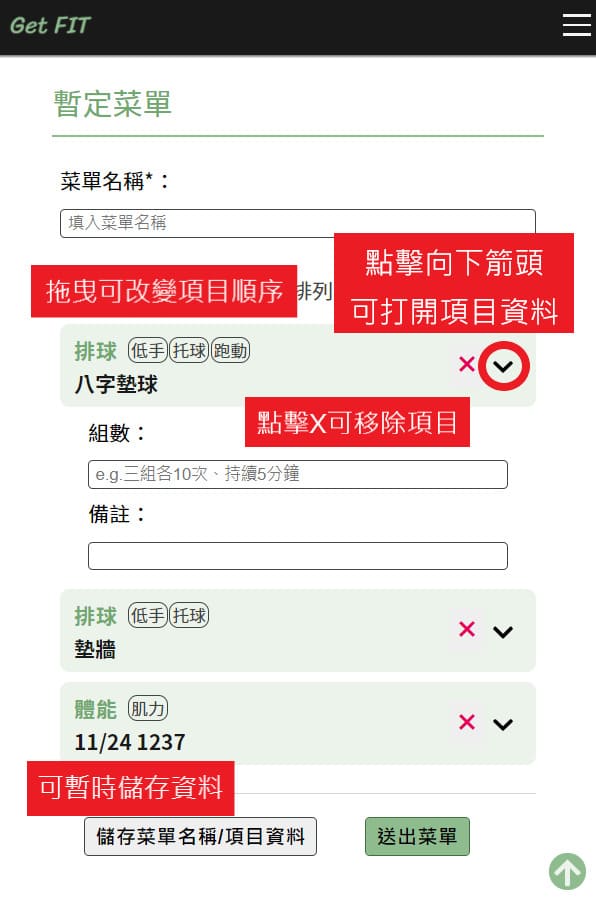 Get FIT
暫定菜單
菜單名稱*：
填入菜單名稱
點擊向下箭頭
可打開項目資料
拖曳可改變項目順序
排列
排球 低手 托球 跑動
八字墊球
點擊X可移除項目
組數：
e.g.三組各10次、持續5分鐘
備註：
排球 低手 托球
墊牆
體能 肌力
11/24 1237
可暫時儲存資料
儲存菜單名稱/項目資料 送出菜單